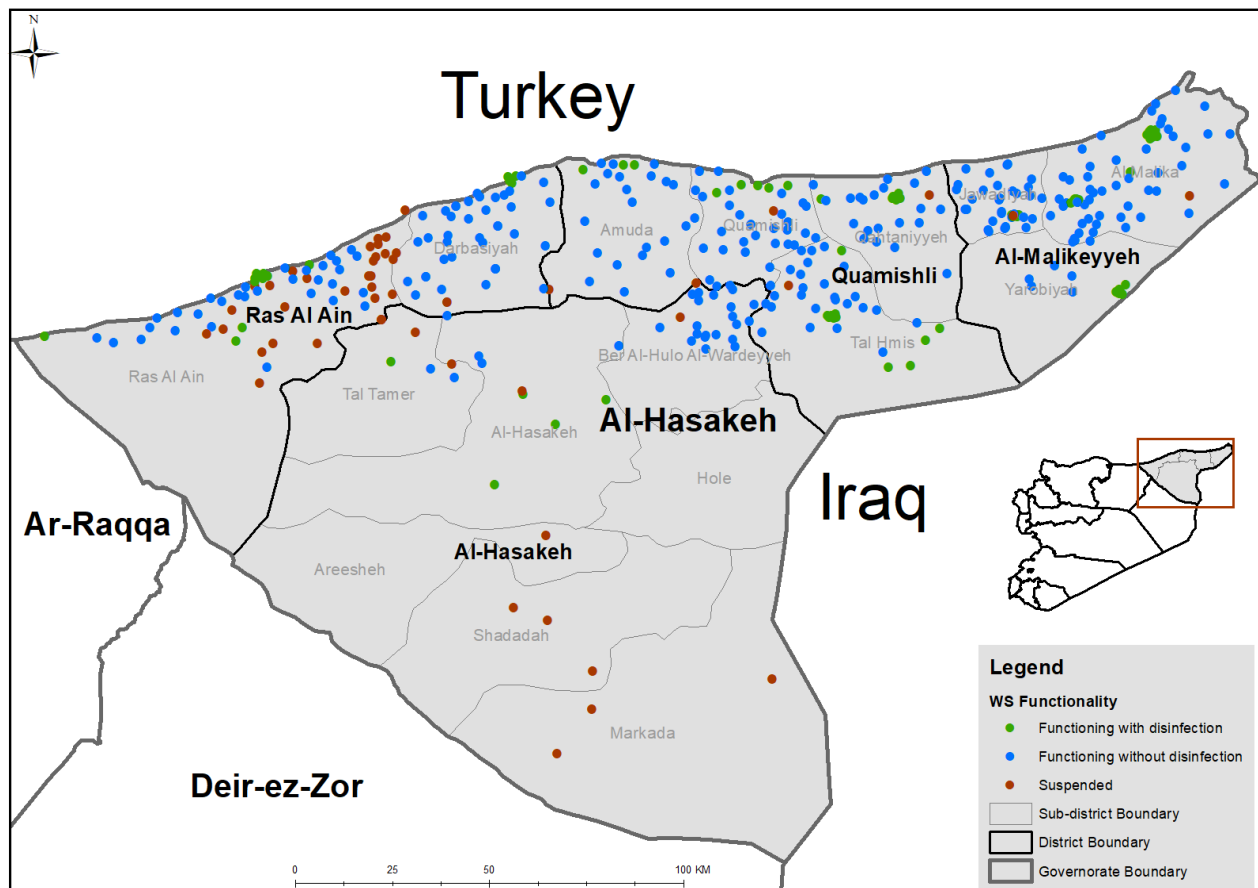 N
Turkey
Al-Malika
Jawadiyah
Quamishli
Amuda
Qahtaniyyeh
Darbasiyah
Al-Malikeyyeh
Quamishli
Yarobiyah
Ras Al Ain
Tal Hmis
Ber Al-Hulo Al-Wardeyyeh
Ras Al Ain
Tal Tamer
Al-Hasakeh
Al-Hasakeh
Hole
Iraq
Ar-Raqqa
Al-Hasakeh
Areesheh
Shadadah
Markada
Deir-ez-Zor
Legend
WS Functionality
Functioning with disinfection
Functioning without disinfection
Suspended
Sub-district Boundary
District Boundary
Governorate Boundary
0 25 50 100 KM